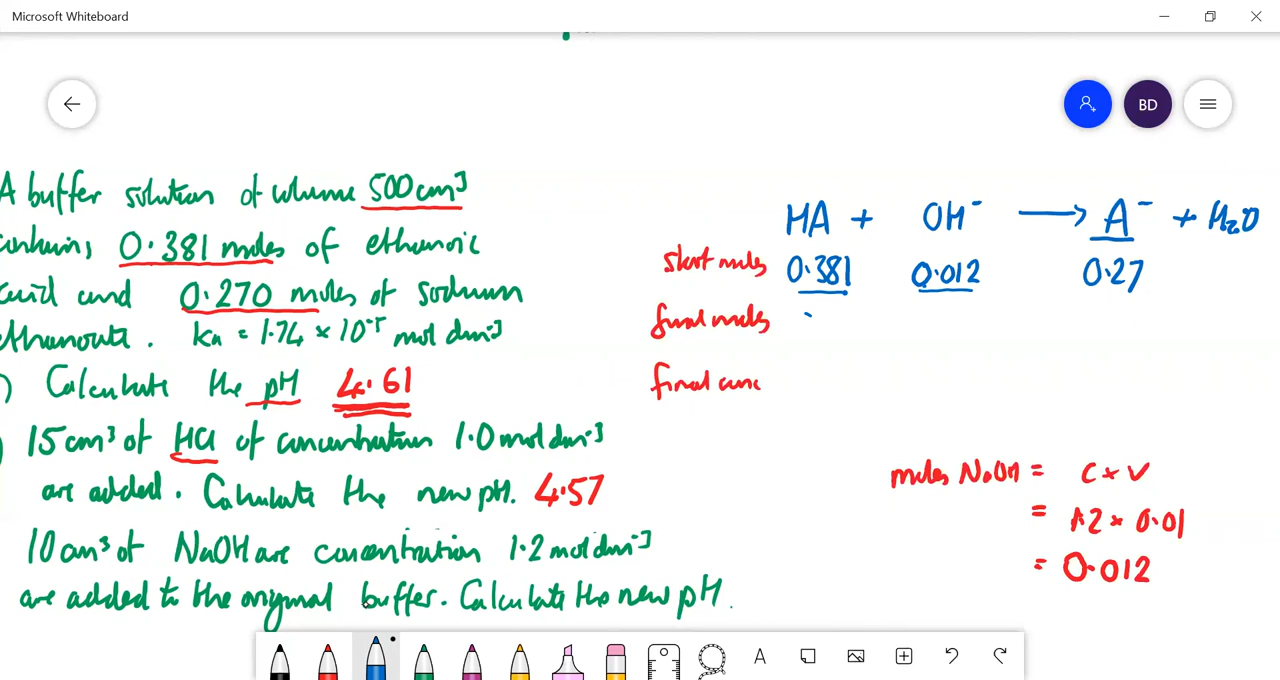 Microsoft Whiteboard
BD
A buffer solution of volume 500cm³
contains 0.381 moles of ethanoic
acid and 0.270 moles of sodium
ethanoate. Ka = 1.74 × 10⁻⁵ mol dm⁻³
) Calculate the pH 4.61
) 15cm³ of HCl of concentration 1.0 mol dm⁻³
are added. Calculate the new pH. 4.57
10cm³ of NaOH are concentration 1.2 mol dm⁻³
are added to the original buffer. Calculate the new pH.
HA + OH⁻ → A⁻ + H₂O
start moles 0.381 0.012 0.27
final moles
final conc
moles NaOH = C × V
= 1.2 × 0.01
= 0.012
A